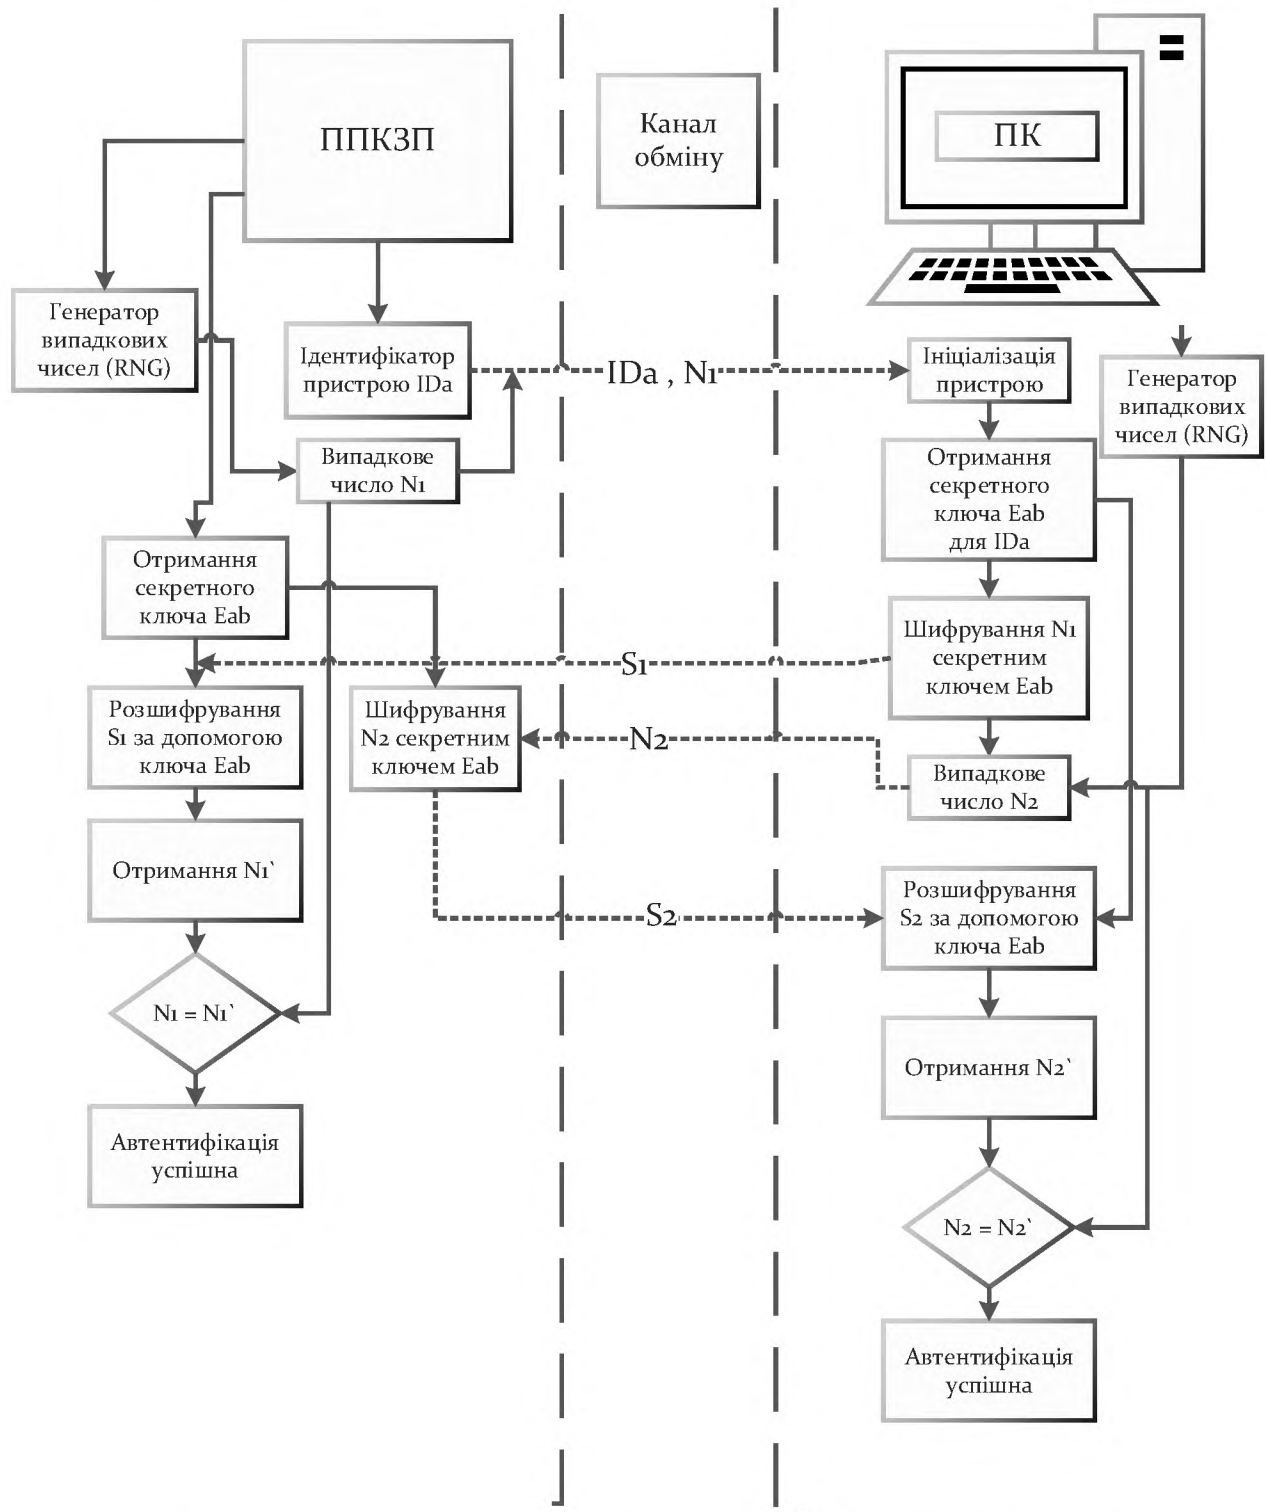 ППКЗП
Канал
обміну
ПК
Генератор
випадкових
чисел (RNG)
Ідентифікатор
пристрою IDa
IDa , N1
Ініціалізація
пристрою
Генератор
випадкових
чисел (RNG)
Випадкове
число N1
Отримання
секретного
ключа Eab
для IDa
Отримання
секретного
ключа Eab
Шифрування N1
секретним
ключем Eab
S1
Розшифрування
S1 за допомогою
ключа Eab
Шифрування
N2 секретним
ключем Eab
N2
Випадкове
число N2
Отримання N1`
S2
Розшифрування
S2 за допомогою
ключа Eab
N1 = N1`
Отримання N2`
Автентифікація
успішна
N2 = N2`
Автентифікація
успішна